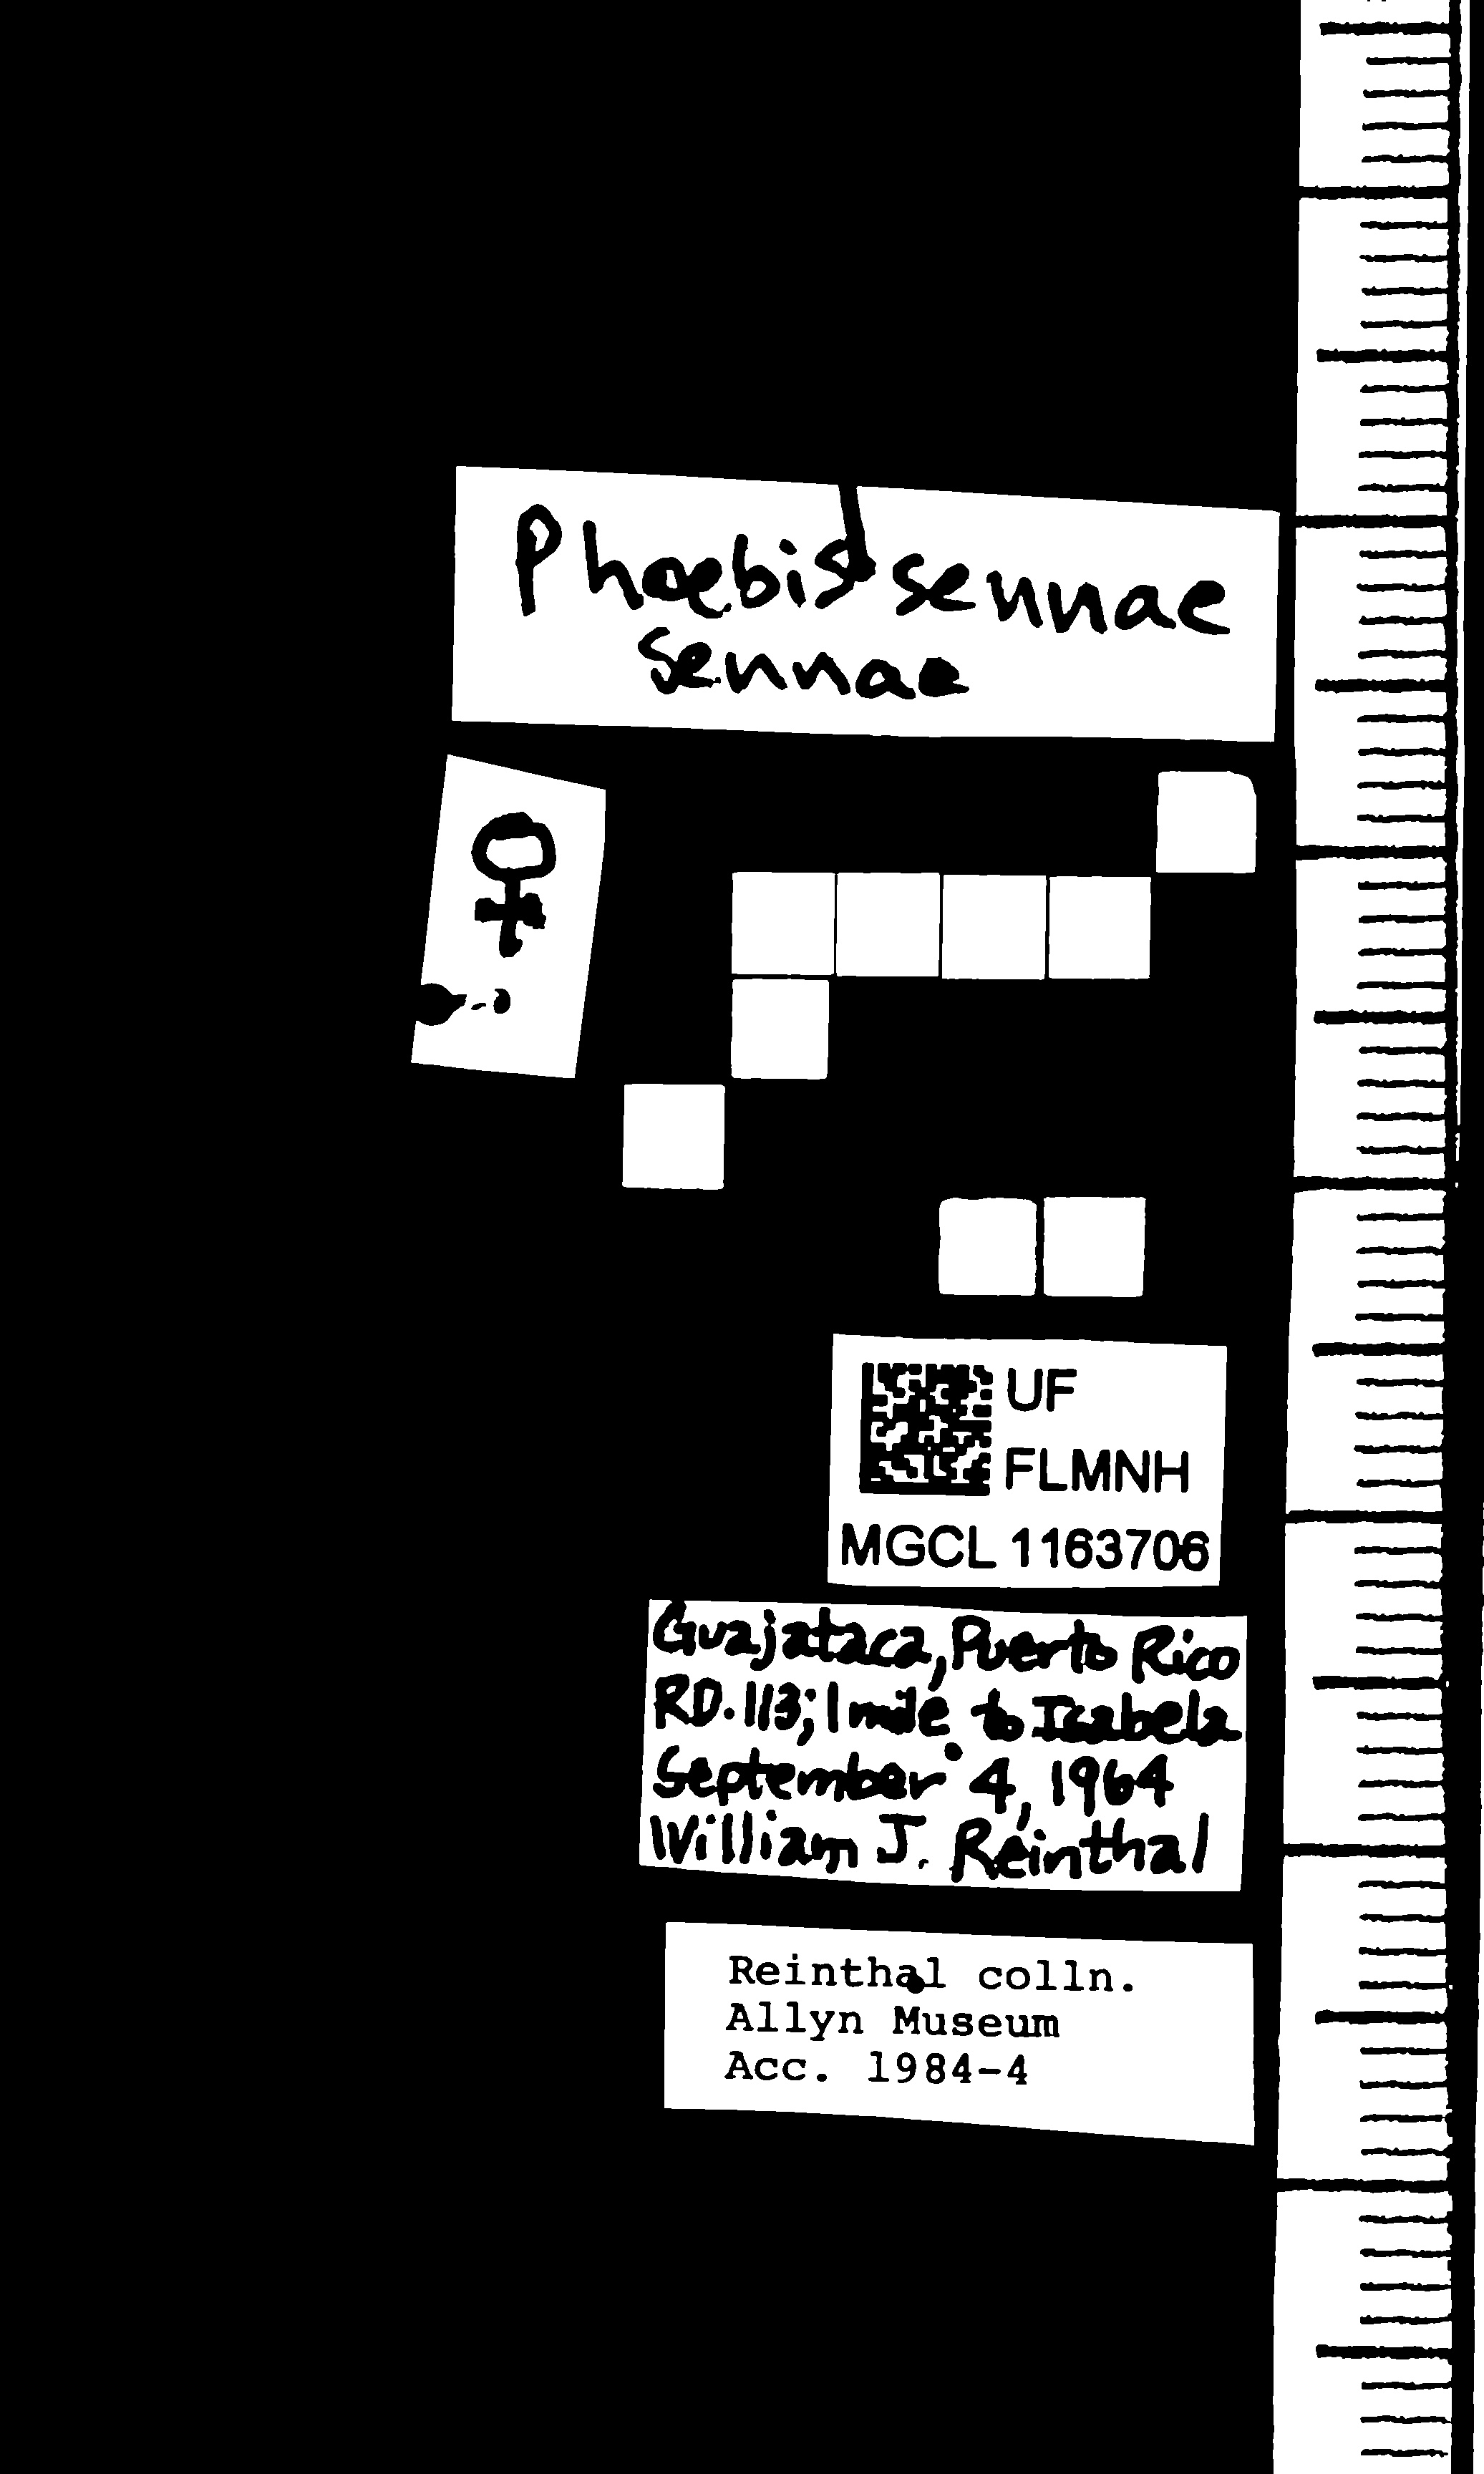 Phoebis sennae
sennae
♀
UF
FLMNH
MGCL 1163706
Guajataca, Puerto Rico
RD. 113; 1 mile to Izabela
September 4, 1964
William J. Reinthal
Reinthal colln.
Allyn Museum
Acc. 1984-4